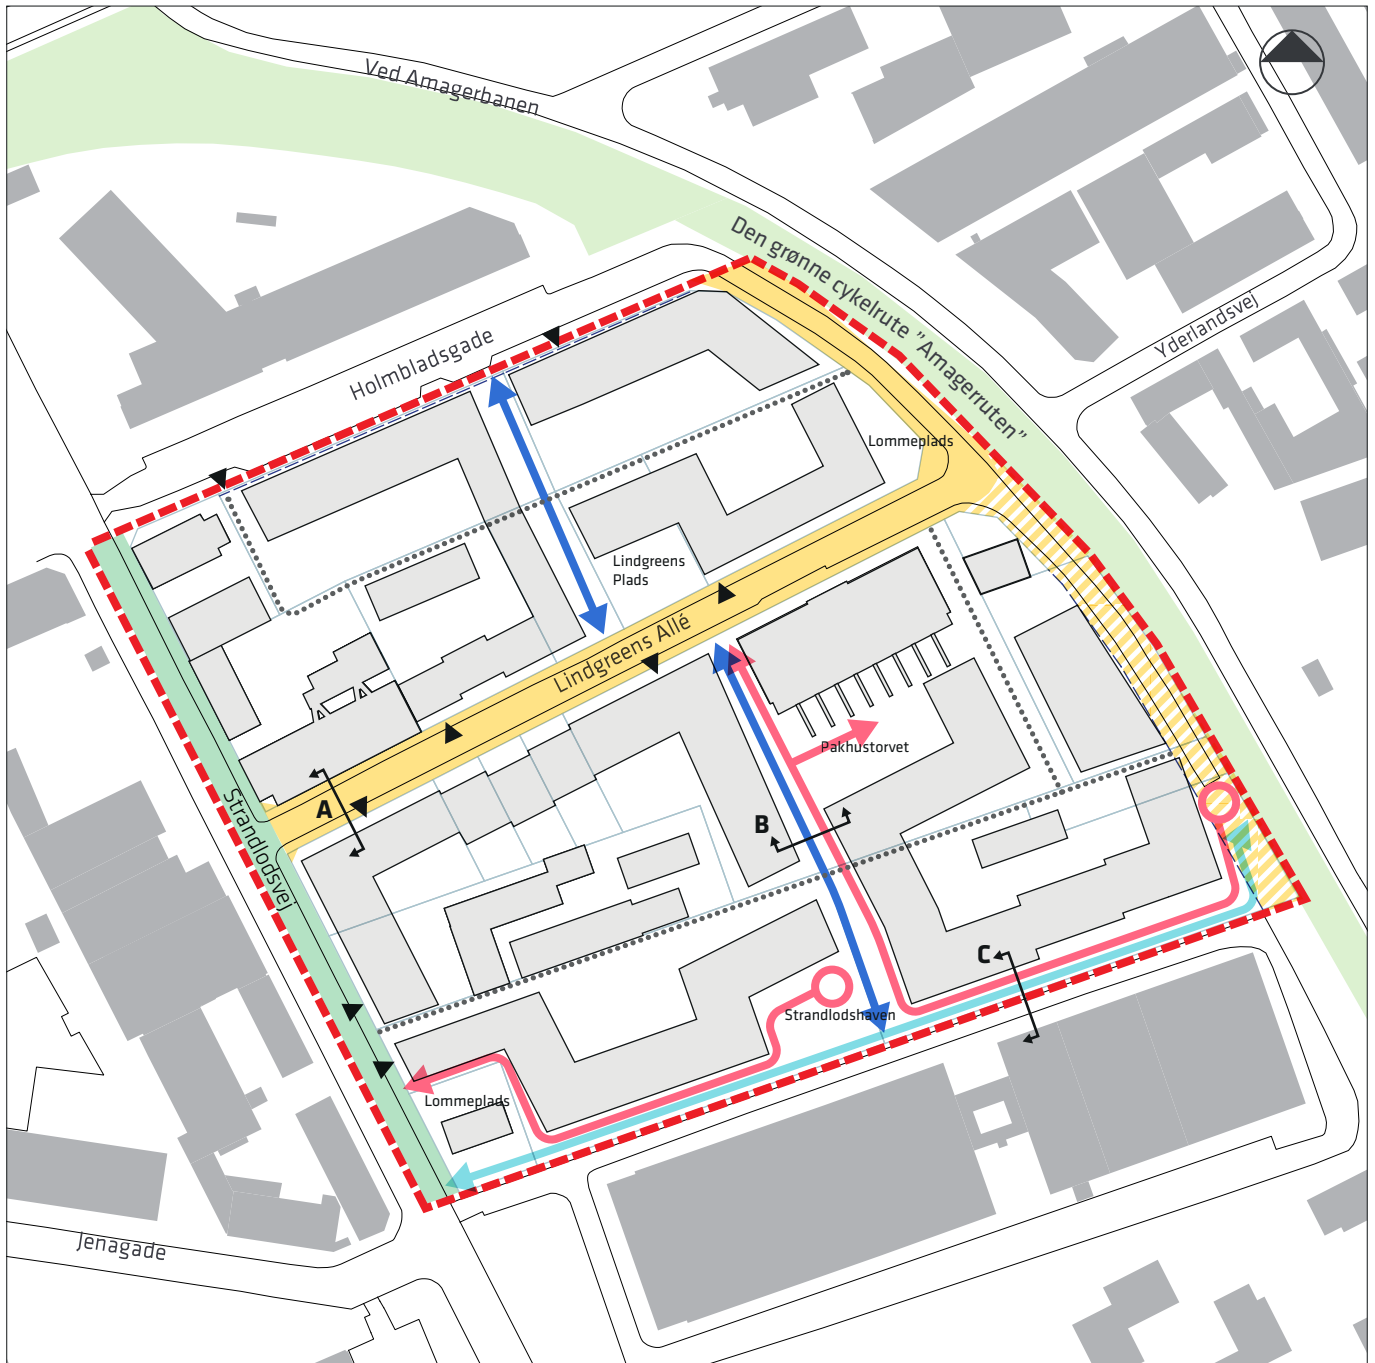 Ved Amagerbanen
Den grønne cykelrute ”Amagerruten”
Yderlandsvej
Holmbladsgade
Lommeplads
Lindgreens
Plads
Lindgreens Allé
Pakhustorvet
A
Strandlodsvej
B
C
Strandlodshaven
Lommeplads
Jenagade